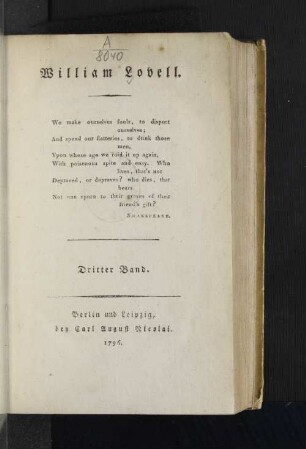 A
8040
William Lovell.
We make ourselves fools, to disport
ourselves;
And spend our flatteries, to drink those
men,
Upon whose age we void it up again,
With poisonous spite and envy. Who
lives, that's not
Depraved, or depraves? who dies, that
bears
Not one spurn to their graves of their
friend's gift?
SHAKSPEARE.
Dritter Band.
Berlin und Leipzig,
bey Carl August Nicolai.
1796.